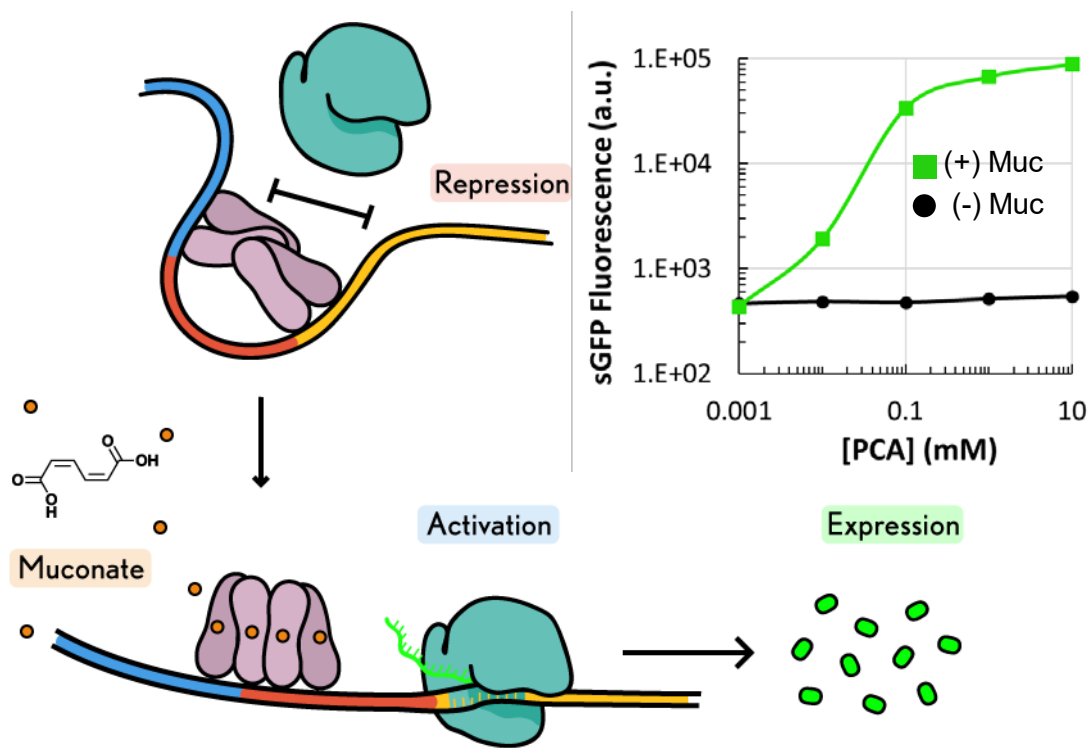 Repression
sGFP Fluorescence (a.u.)
1.E+05
1.E+04
1.E+03
1.E+02
(+) Muc
(-) Muc
0.001
0.1
10
[PCA] (mM)
O
OH
O
O
H
Muconate
Activation
Expression